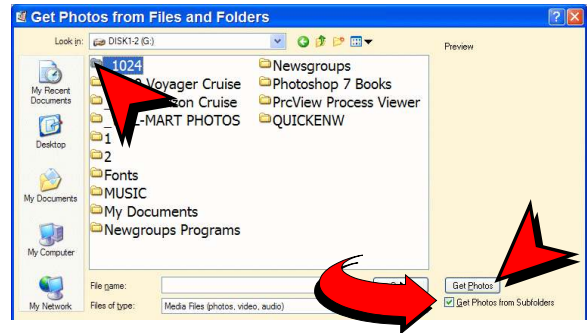 Get Photos from Files and Folders
Look in: DISK1-2 (G:)
Preview
My Recent Documents
Desktop
My Documents
My Computer
My Network
_1024
Voyager Cruise
Cruise
MART PHOTOS
1
2
Fonts
MUSIC
My Documents
Newgroups Programs
Newsgroups
Photoshop 7 Books
PrcView Process Viewer
QUICKENW
File name:
Files of type: Media Files (photos, video, audio)
Get Photos
Get Photos from Subfolders